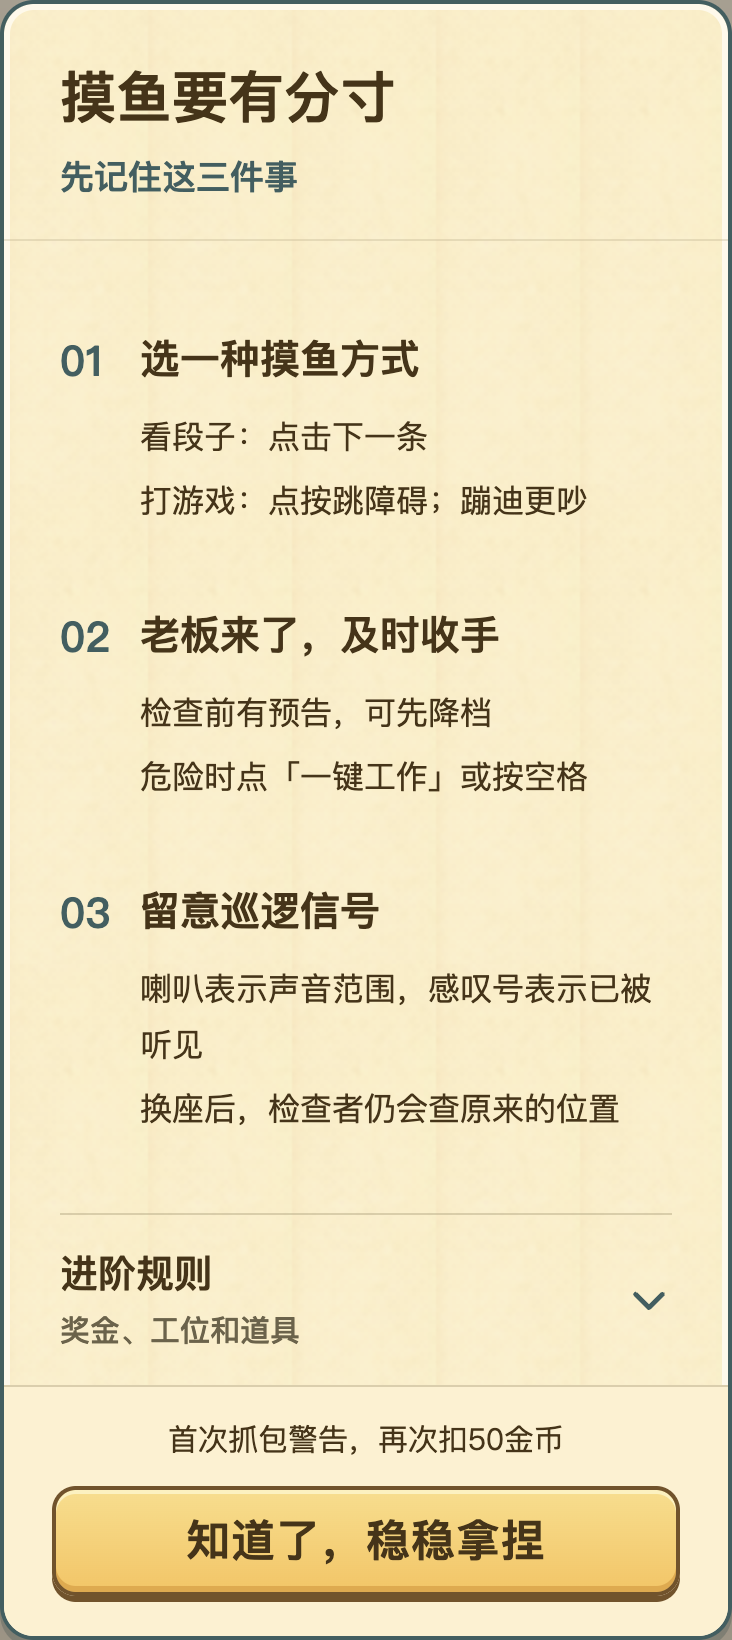 摸鱼要有分寸
先记住这三件事
01 选一种摸鱼方式
看段子：点击下一条
打游戏：点按跳障碍；蹦迪更吵
02 老板来了，及时收手
检查前有预告，可先降档
危险时点「一键工作」或按空格
03 留意巡逻信号
喇叭表示声音范围，感叹号表示已被
听见
换座后，检查者仍会查原来的位置
进阶规则
奖金、工位和道具
首次抓包警告，再次扣50金币
知道了，稳稳拿捏